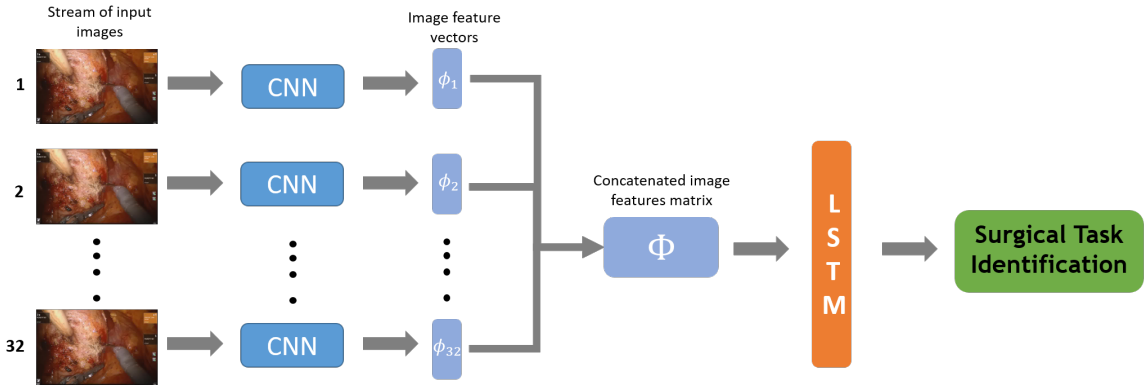 Stream of input
images
Image feature
vectors
1
CNN
ϕ₁
2
CNN
ϕ₂
Concatenated image
features matrix
Φ
L
S
T
M
Surgical Task
Identification
32
CNN
ϕ₃₂